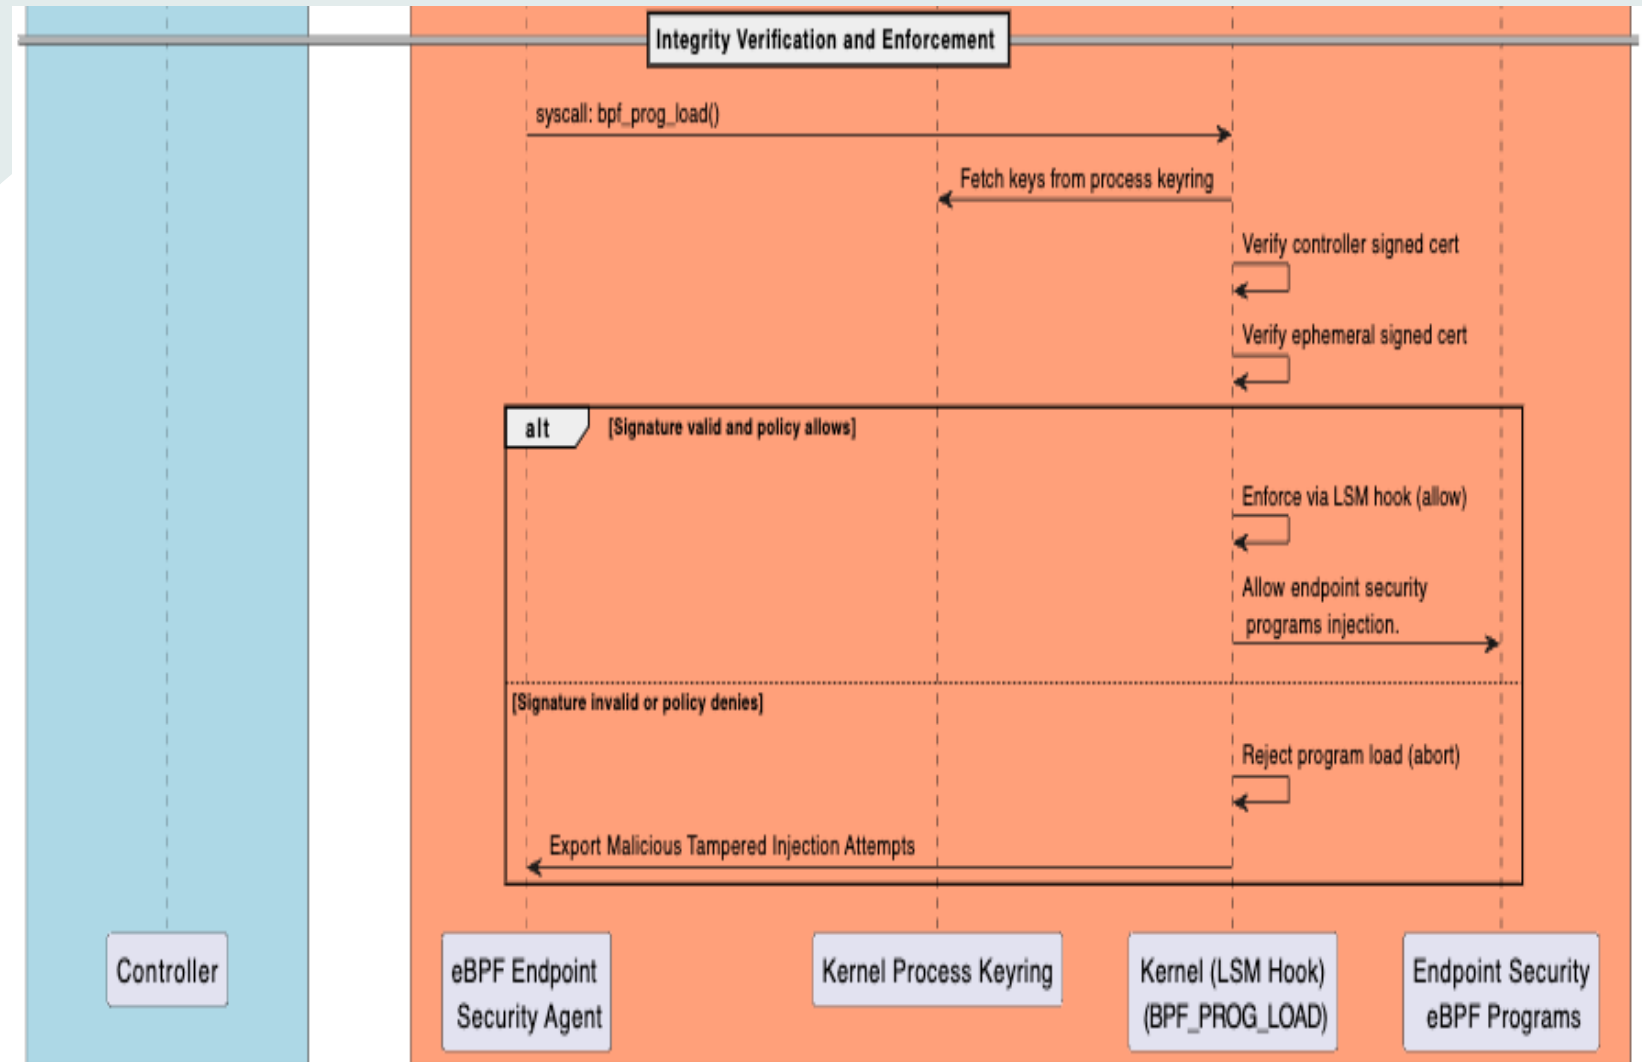 Integrity Verification and Enforcement
syscall: bpf_prog_load()
Fetch keys from process keyring
Verify controller signed cert
Verify ephemeral signed cert
alt
[Signature valid and policy allows]
Enforce via LSM hook (allow)
Allow endpoint security
programs injection.
[Signature invalid or policy denies]
Reject program load (abort)
Export Malicious Tampered Injection Attempts
Controller
eBPF Endpoint
Security Agent
Kernel Process Keyring
Kernel (LSM Hook)
(BPF_PROG_LOAD)
Endpoint Security
eBPF Programs